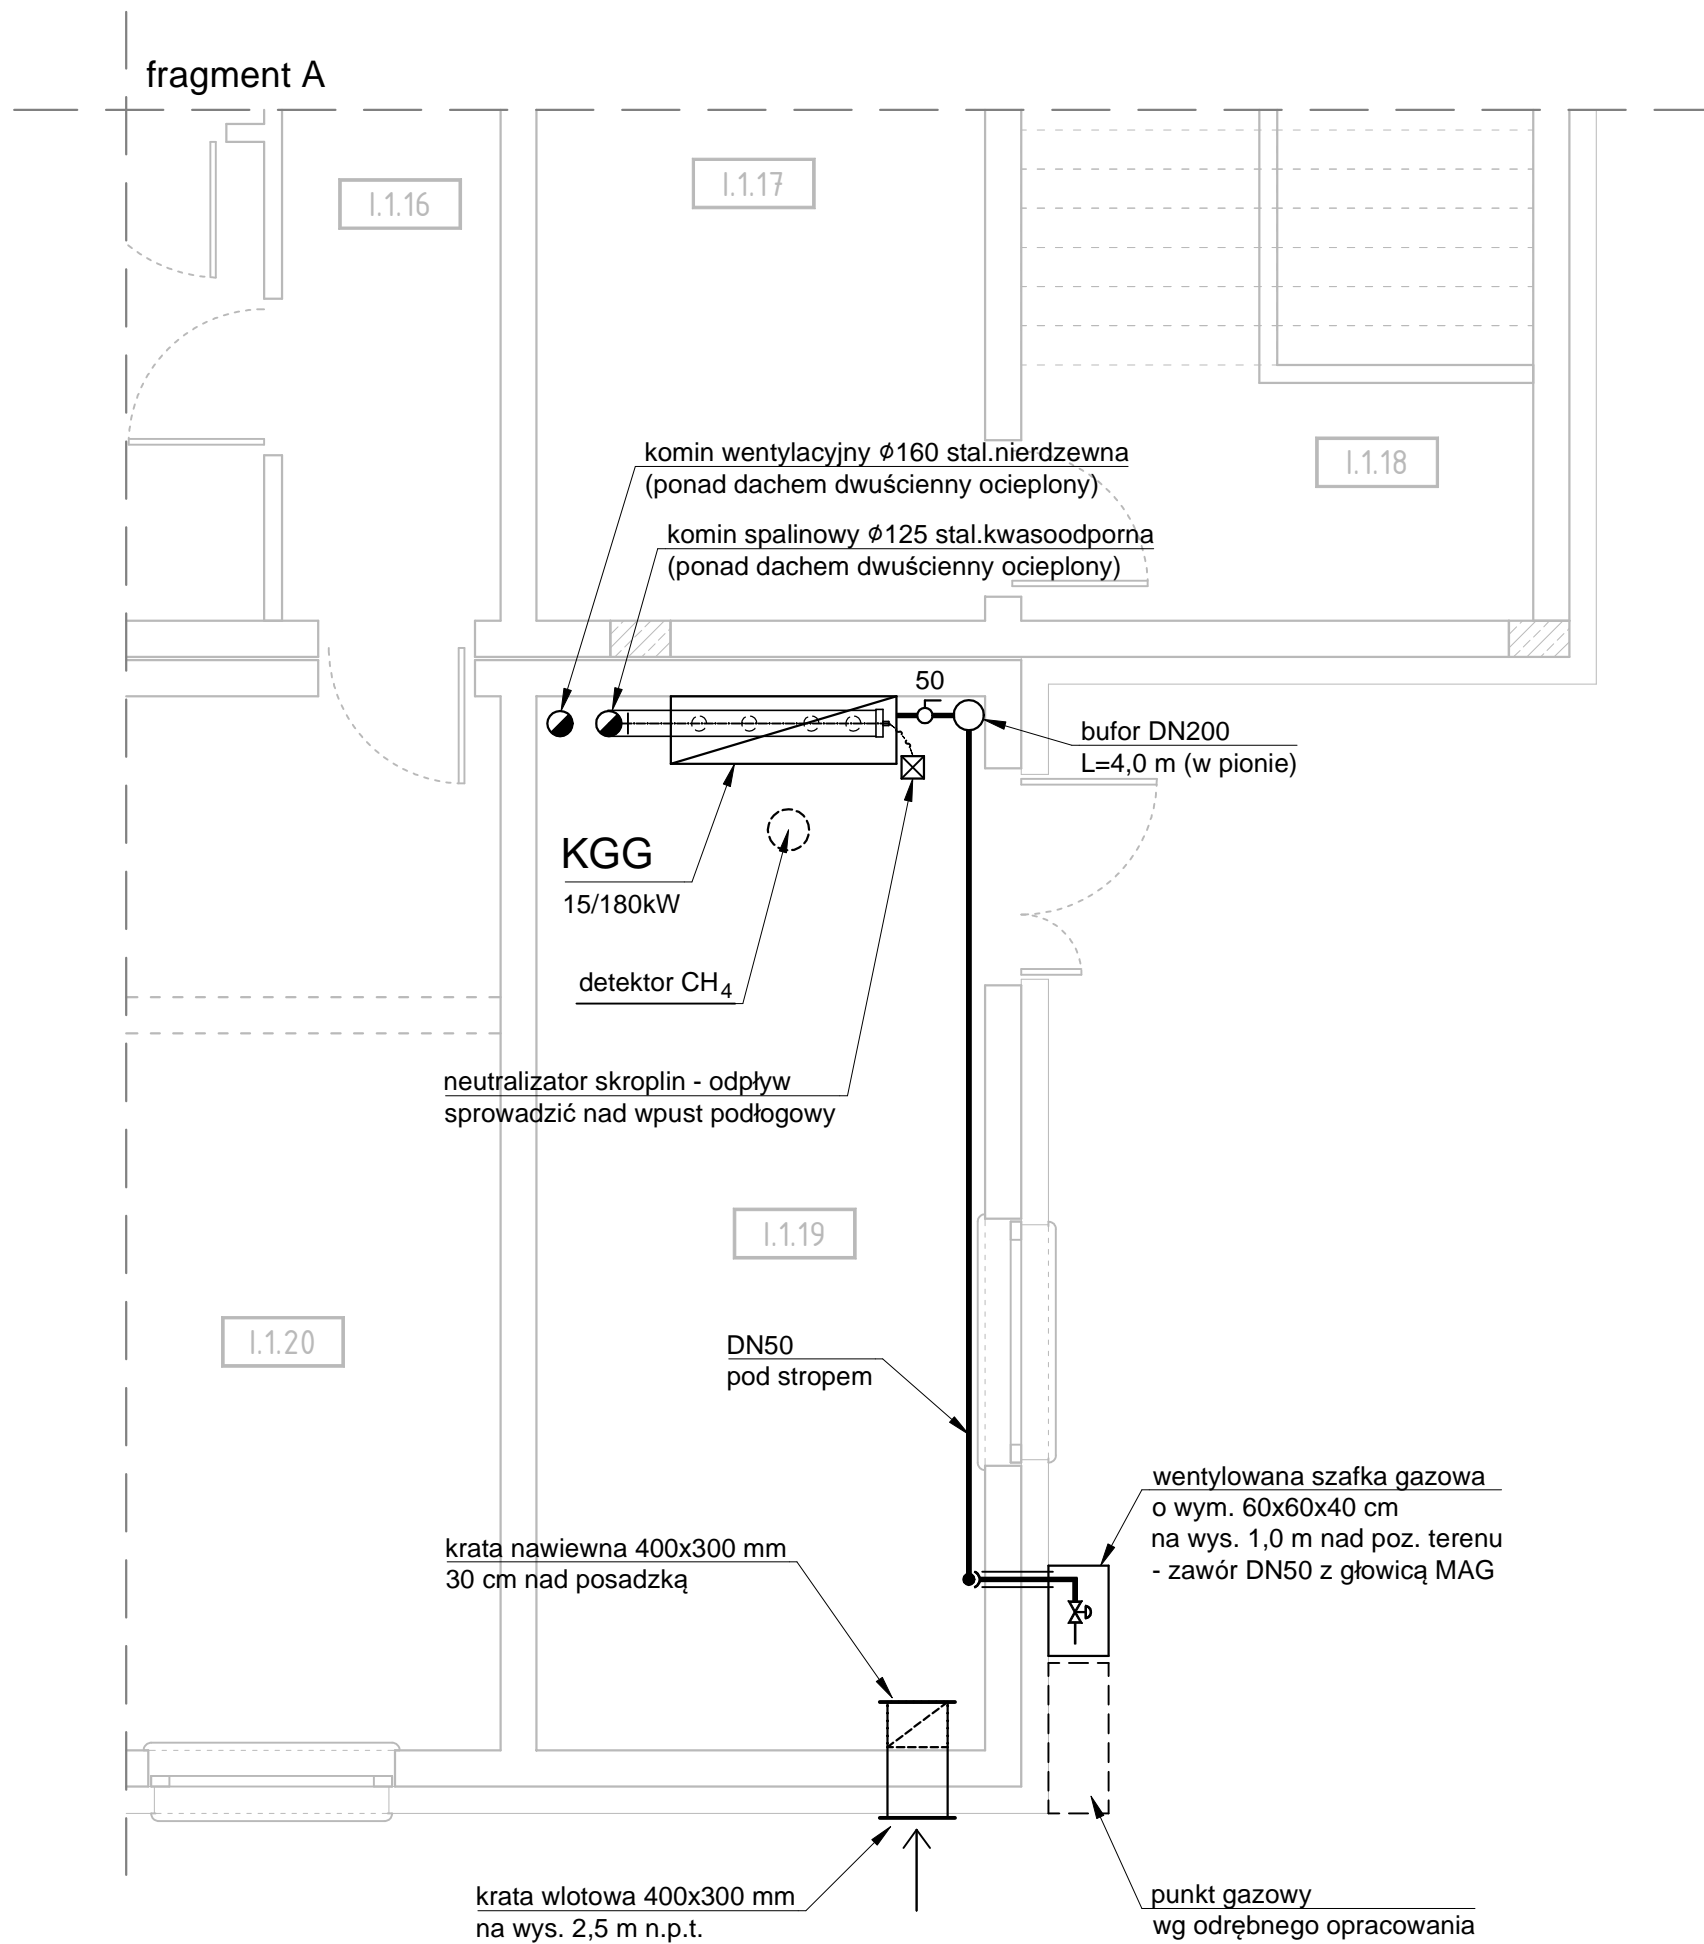 fragment A
I.1.16
I.1.17
I.1.18
komin wentylacyjny ϕ160 stal.nierdzewna
(ponad dachem dwuścienny ocieplony)
komin spalinowy ϕ125 stal.kwasoodporna
(ponad dachem dwuścienny ocieplony)
50
bufor DN200
L=4,0 m (w pionie)
KGG
15/180kW
detektor CH₄
neutralizator skroplin - odpływ
sprowadzić nad wpust podłogowy
I.1.19
I.1.20
DN50
pod stropem
wentylowana szafka gazowa
o wym. 60x60x40 cm
na wys. 1,0 m nad poz. terenu
- zawór DN50 z głowicą MAG
krata nawiewna 400x300 mm
30 cm nad posadzką
krata wlotowa 400x300 mm
na wys. 2,5 m n.p.t.
punkt gazowy
wg odrębnego opracowania